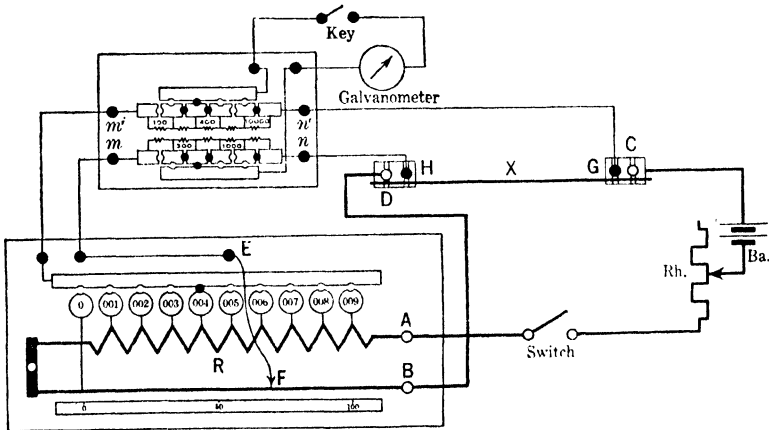 Key
Galvanometer
m' 100 400 10000 n'
m 300 1000 n
H X G C
D
E
Rh. Ba.
0 001 002 003 004 005 006 007 008 009
A
R Switch
F B
0 50 100